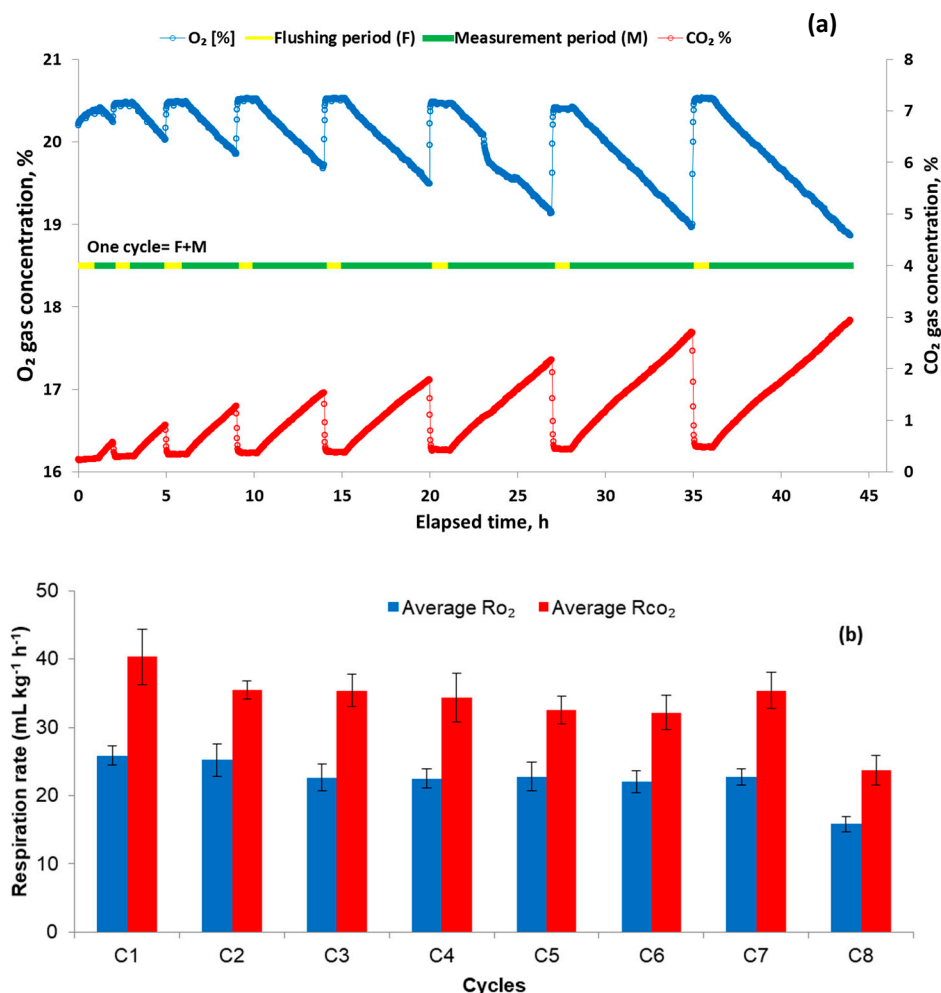 (a)
O₂ [%] Flushing period (F) Measurement period (M) CO₂ %
21
20
19
18
17
16
O₂ gas concentration, %
8
7
6
5
4
3
2
1
0
CO₂ gas concentration, %
One cycle= F+M
0 5 10 15 20 25 30 35 40 45
Elapsed time, h
50
40
30
20
10
0
Respiration rate (mL kg⁻¹ h⁻¹)
Average Ro₂ Average Rco₂
(b)
C1 C2 C3 C4 C5 C6 C7 C8
Cycles